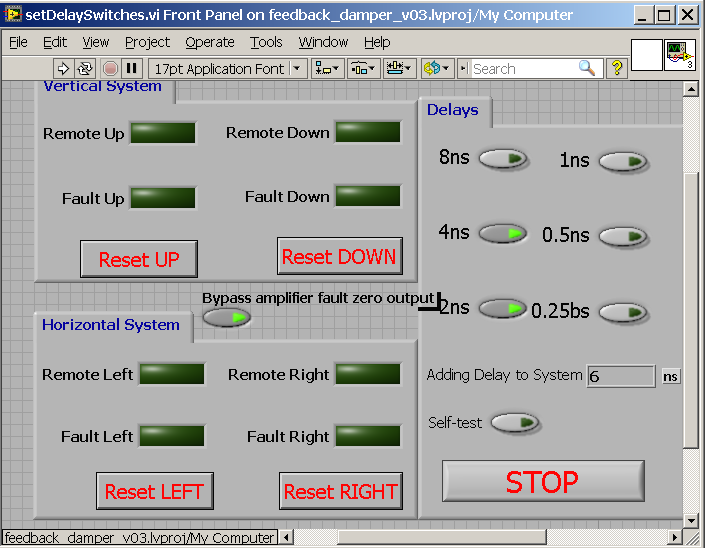 setDelaySwitches.vi Front Panel on feedback_damper_v03.lvproj/My Computer
File Edit View Project Operate Tools Window Help
17pt Application Font Search ? 3
Vertical System
Remote Up Remote Down
Fault Up Fault Down
Reset UP Reset DOWN
Bypass amplifier fault zero output
Horizontal System
Remote Left Remote Right
Fault Left Fault Right
Reset LEFT Reset RIGHT
Delays
8ns 1ns
4ns 0.5ns
2ns 0.25bs
Adding Delay to System 6 ns
Self-test
STOP
feedback_damper_v03.lvproj/My Computer